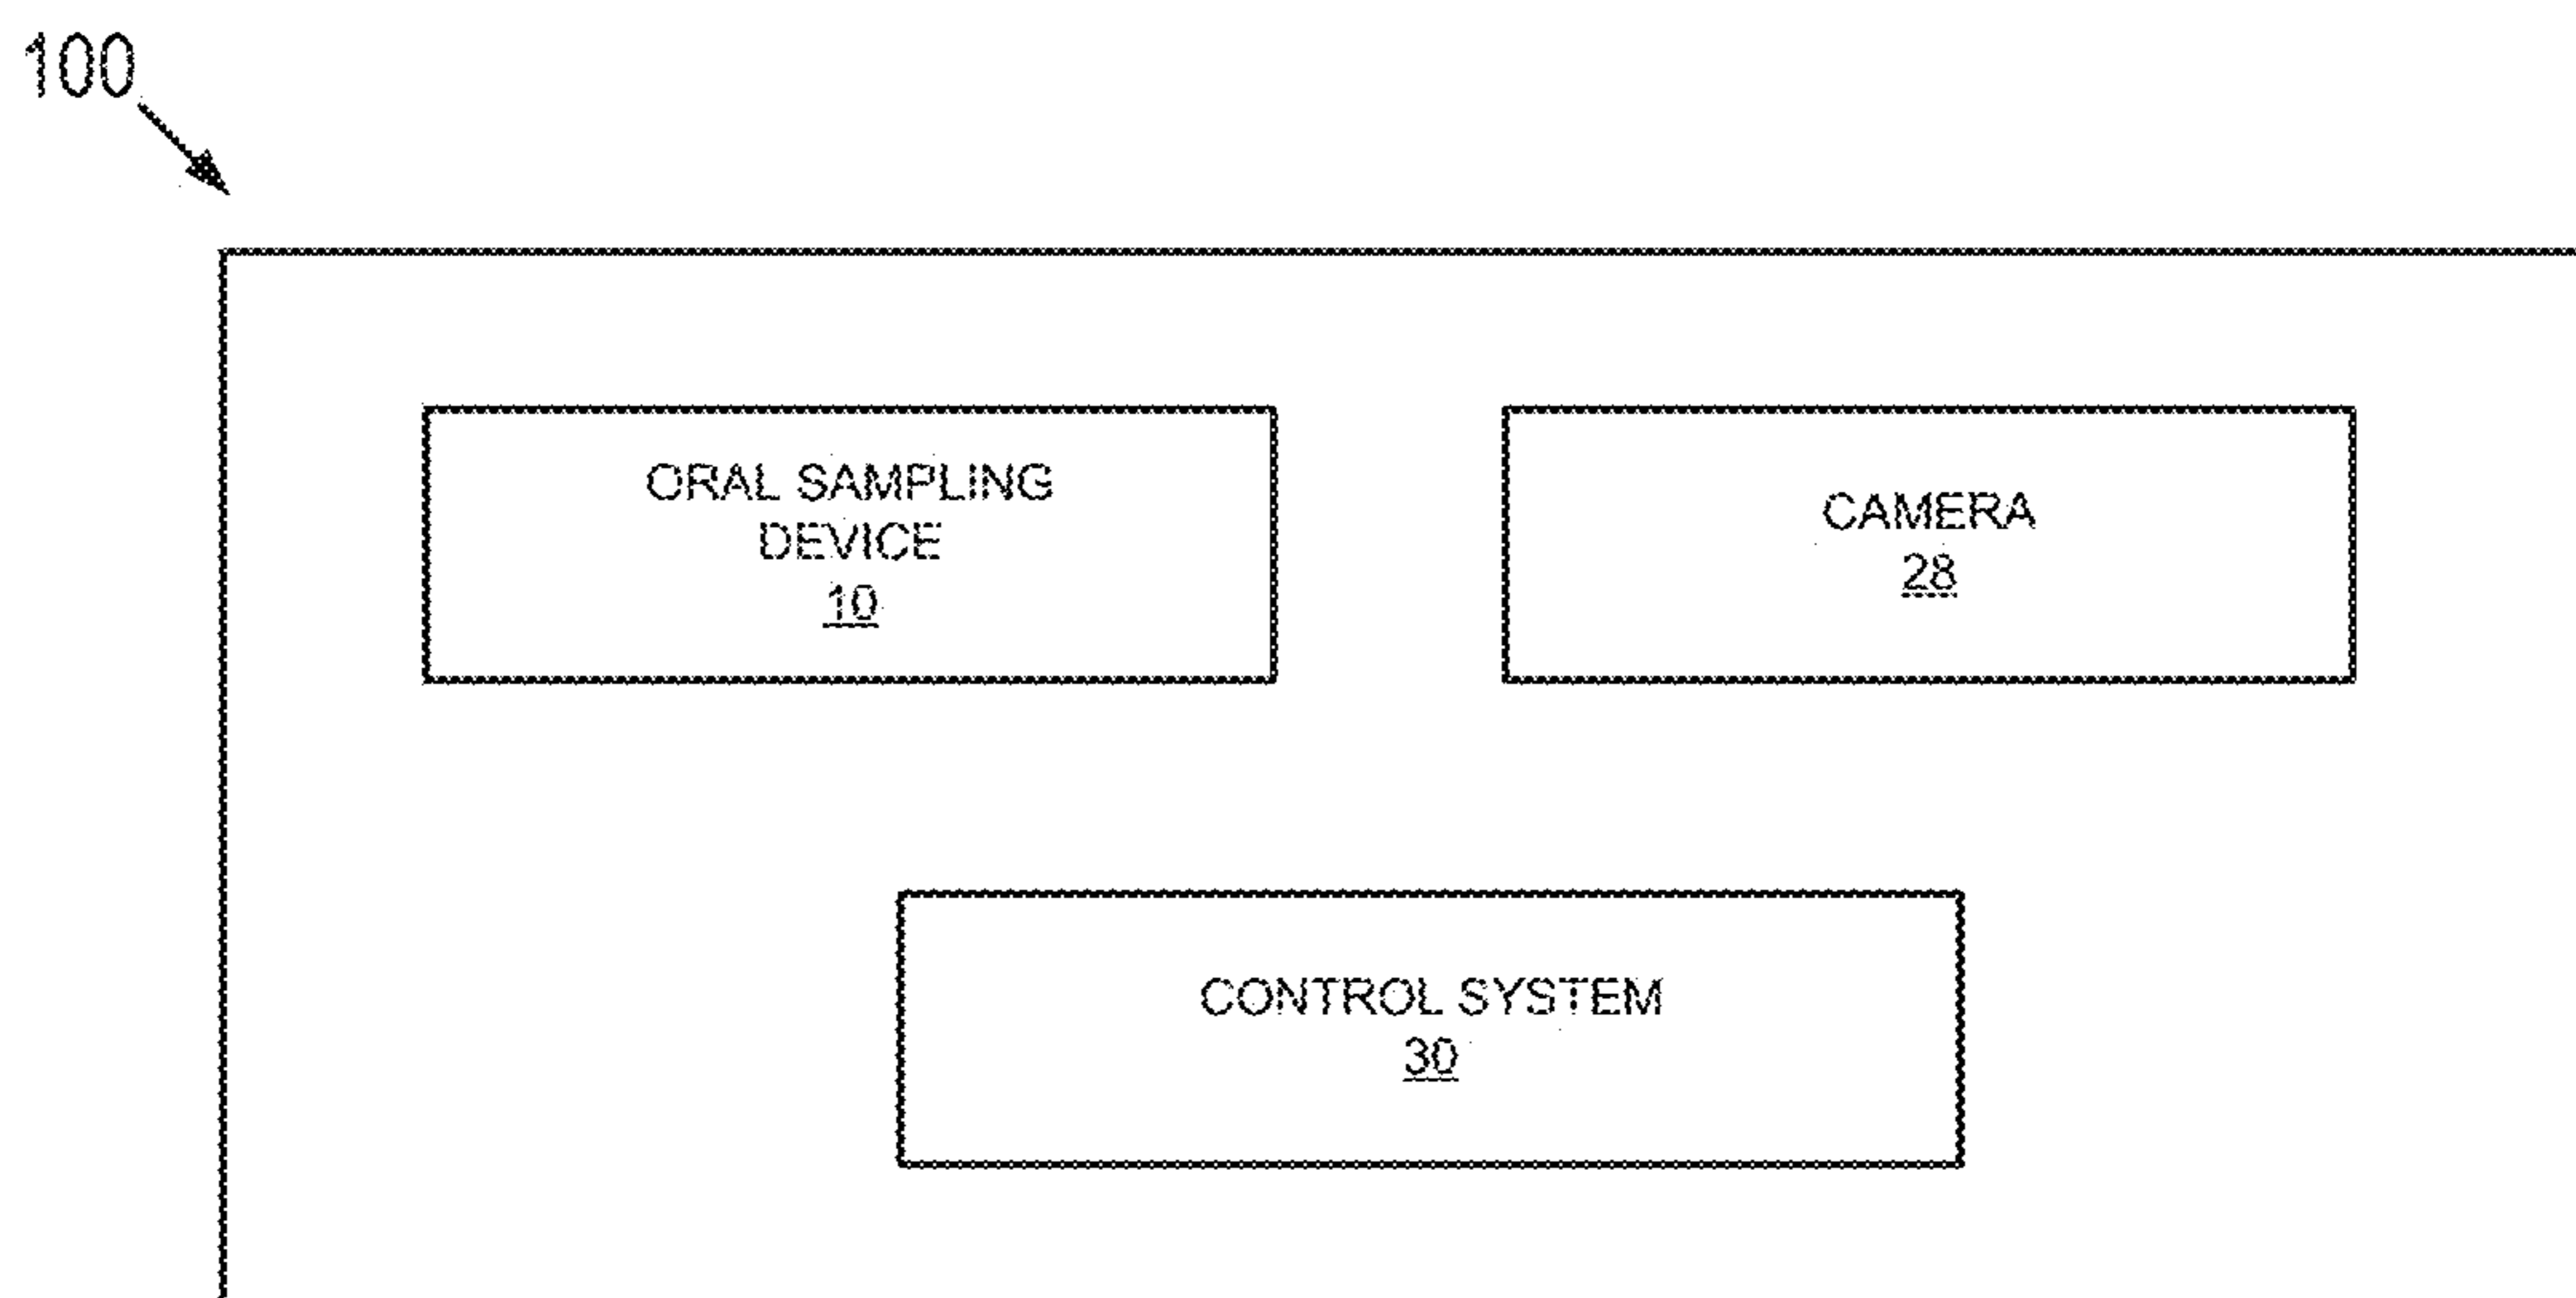 100
ORAL SAMPLING
DEVICE
10
CAMERA
28
CONTROL SYSTEM
30